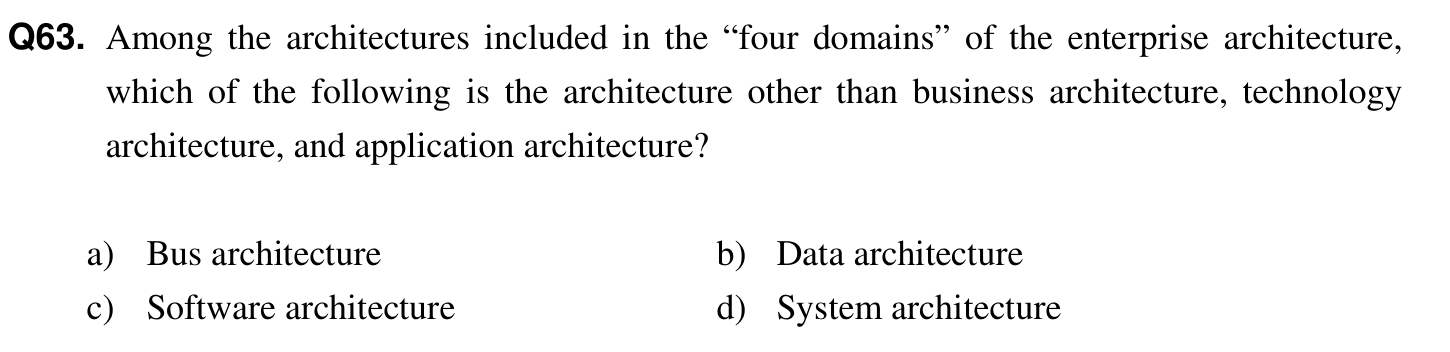 Q63. Among the architectures included in the “four domains” of the enterprise architecture,
which of the following is the architecture other than business architecture, technology
architecture, and application architecture?
a) Bus architecture b) Data architecture
c) Software architecture d) System architecture